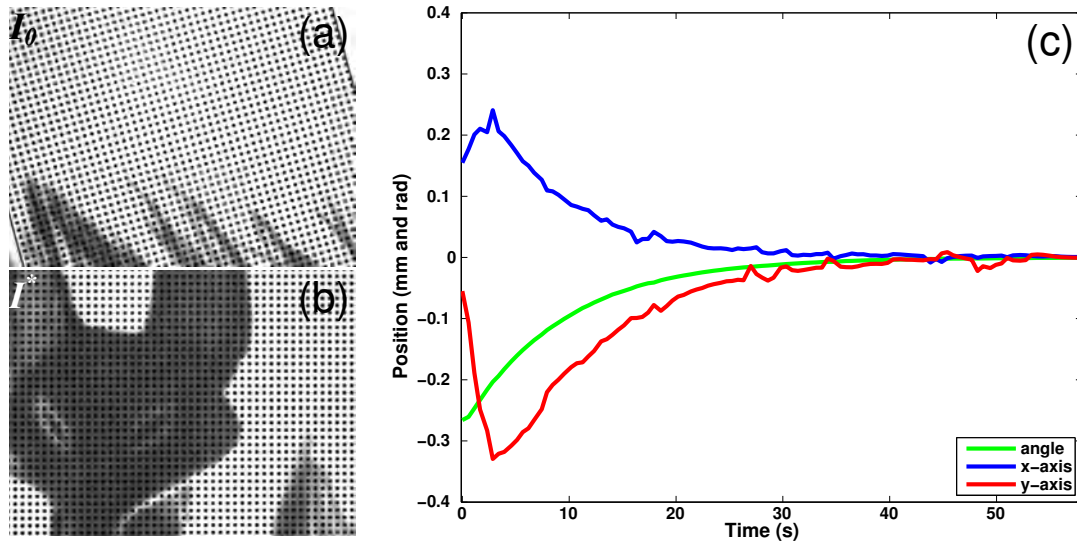 I0
(a)
I*
(b)
(c)
Position (mm and rad)
0.4
0.3
0.2
0.1
0
−0.1
−0.2
−0.3
−0.4
0 10 20 30 40 50
Time (s)
angle
x−axis
y−axis